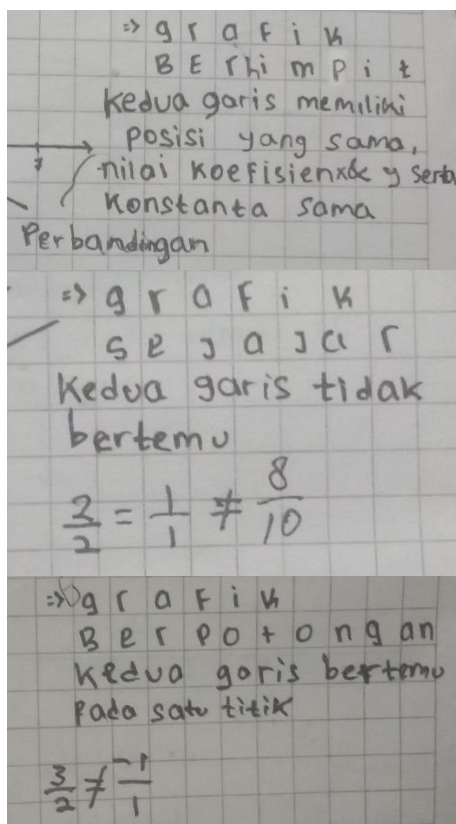 => grafik
BErhimpit
kedua garis memiliki
posisi yang sama,
nilai koefisien x & y serta
konstanta sama
Perbandingan
=> grafik
sejajar
kedua garis tidak
bertemu
2/2 = 1/1 ≠ 8/10
=> grafik
Berpotongan
kedua garis bertemu
pada satu titik
3/2 ≠ -1/1